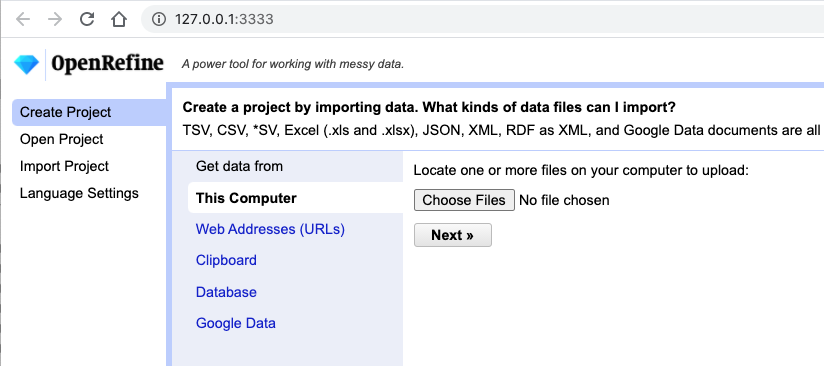 127.0.0.1:3333
OpenRefine A power tool for working with messy data.
Create Project
Open Project
Import Project
Language Settings
Create a project by importing data. What kinds of data files can I import?
TSV, CSV, *SV, Excel (.xls and .xlsx), JSON, XML, RDF as XML, and Google Data documents are all
Get data from
This Computer
Web Addresses (URLs)
Clipboard
Database
Google Data
Locate one or more files on your computer to upload:
Choose Files No file chosen
Next »